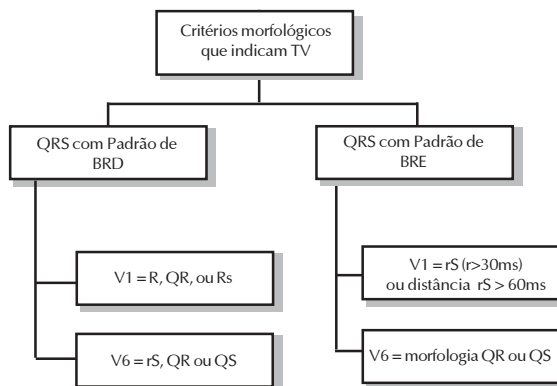 Critérios morfológicos
que indicam TV
QRS com Padrão de
BRD
QRS com Padrão de
BRE
V1 = R, QR, ou Rs
V6 = rS, QR ou QS
V1 = rS (r>30ms)
ou distância rS > 60ms
V6 = morfologia QR ou QS